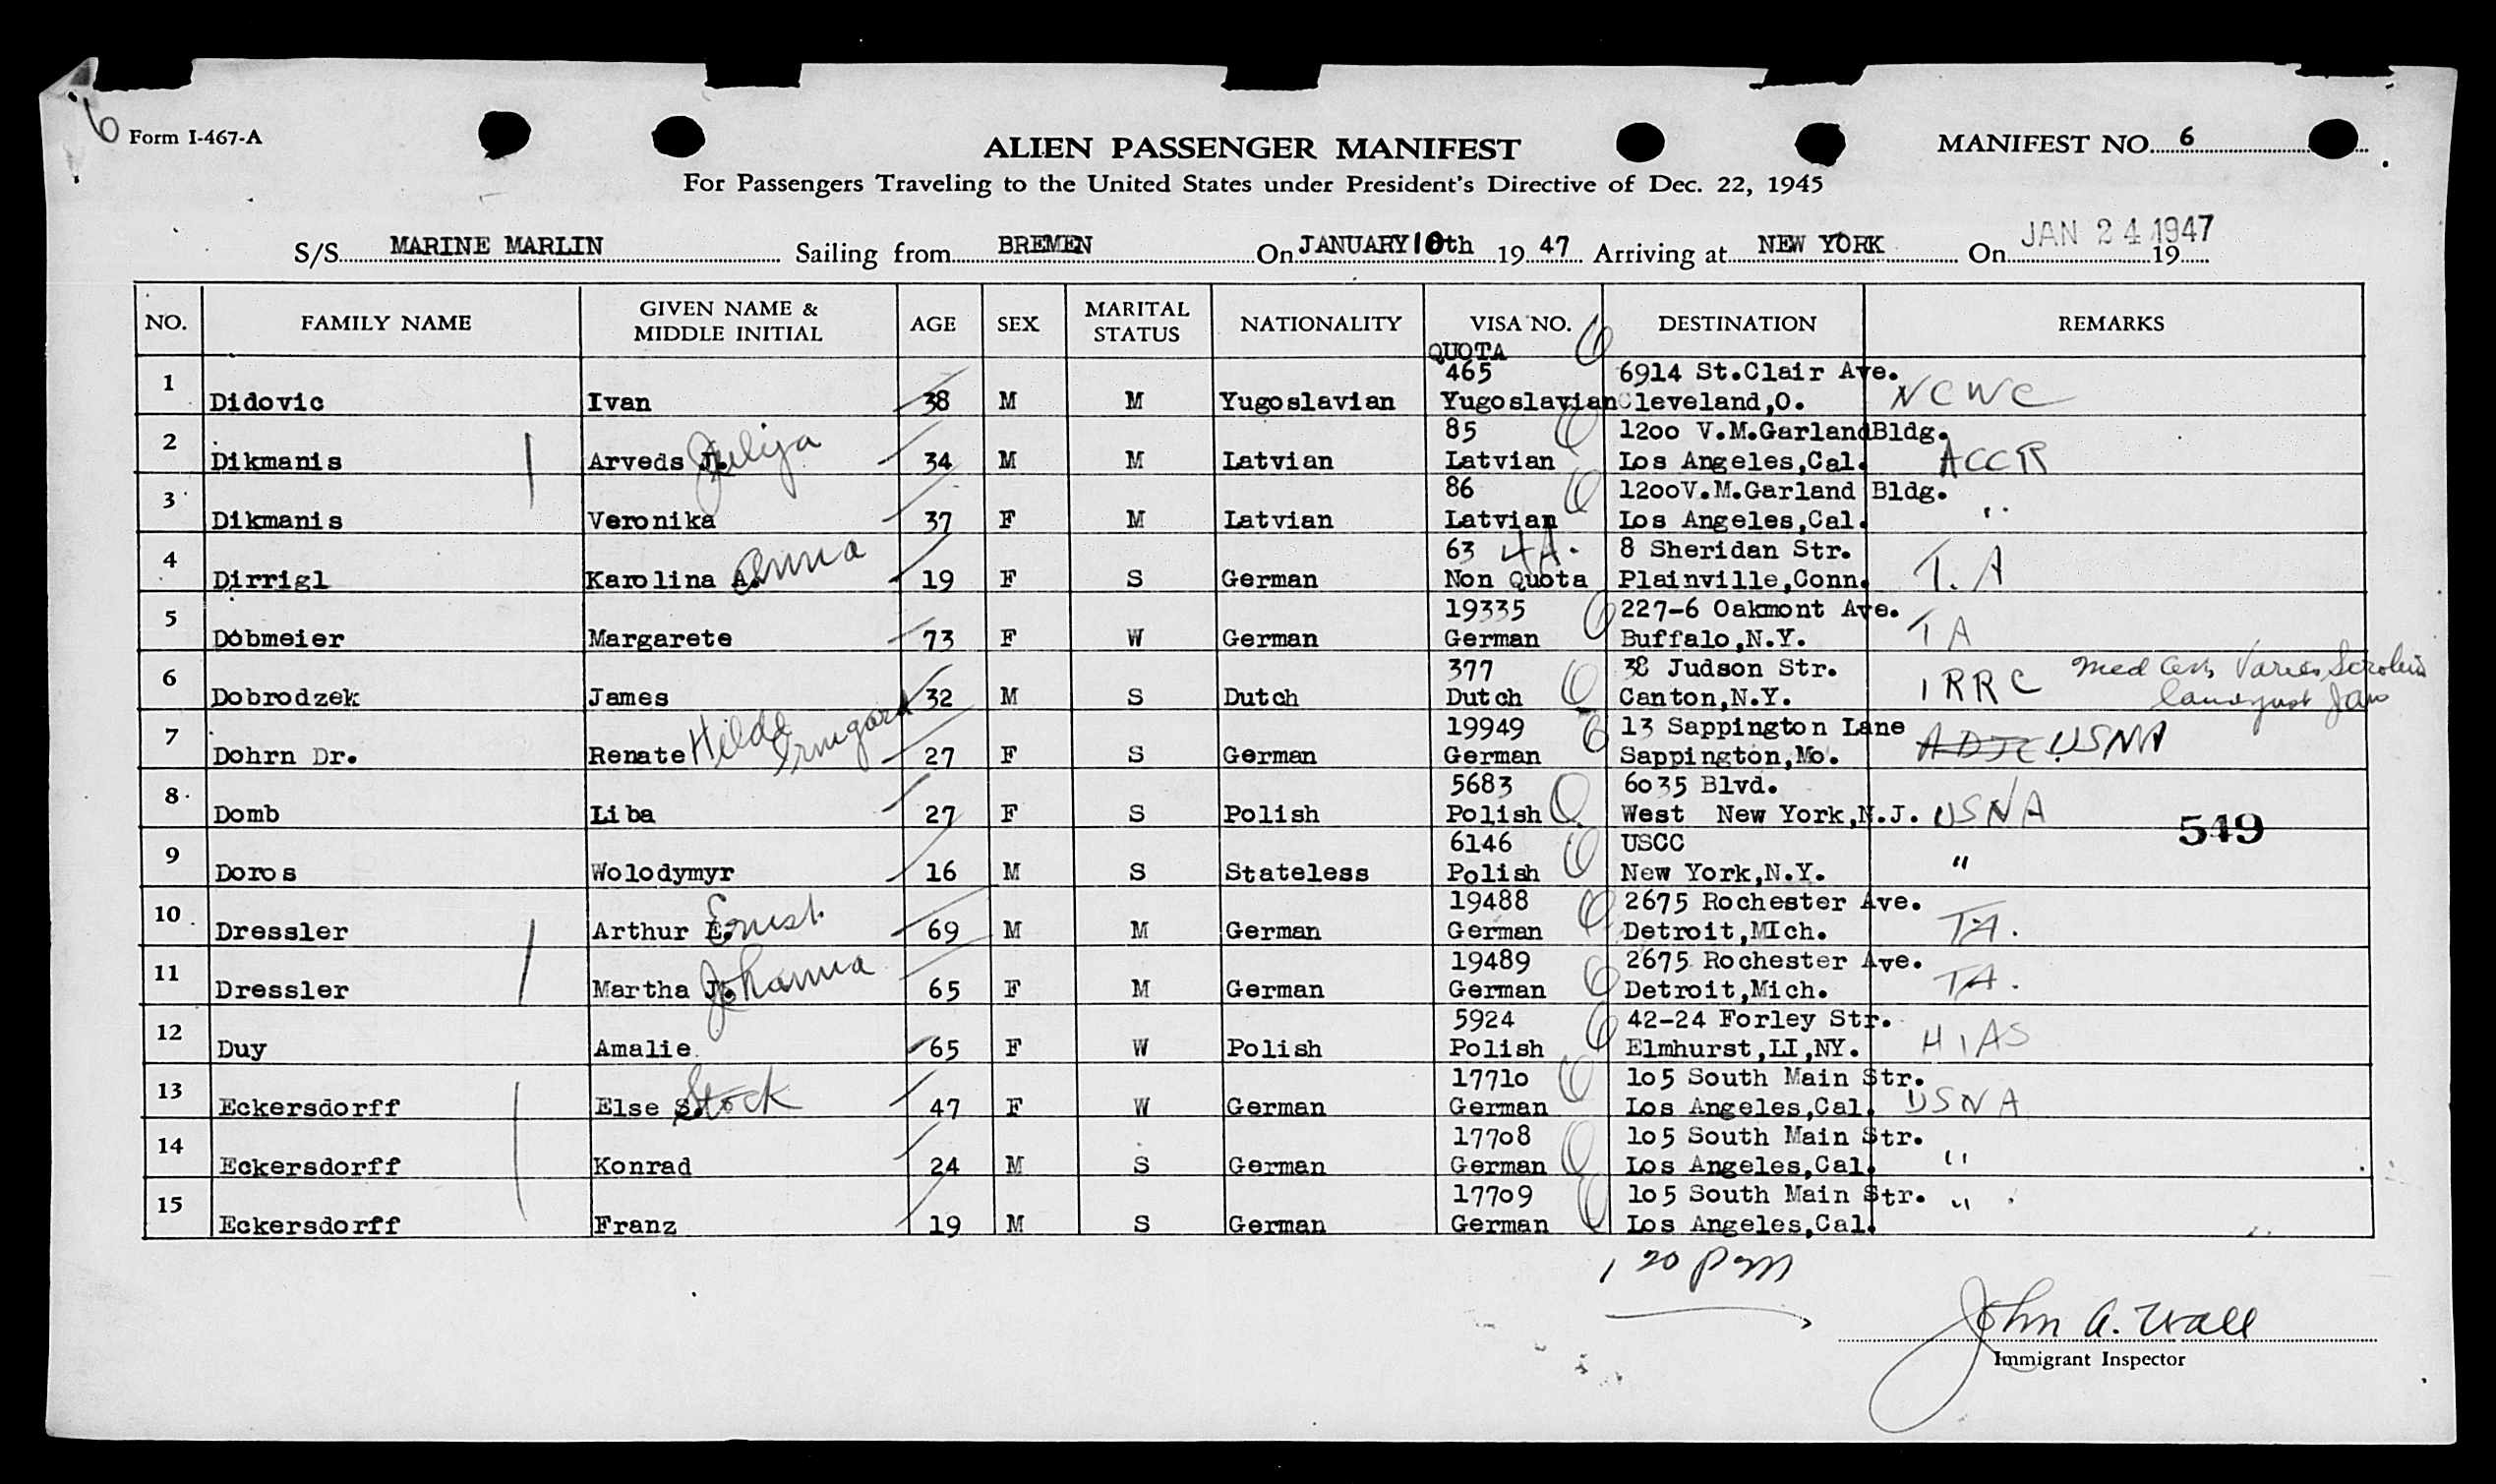 6
Form I-467-A
ALIEN PASSENGER MANIFEST
MANIFEST NO. 6
For Passengers Traveling to the United States under President's Directive of Dec. 22, 1945
S/S MARINE MARLIN Sailing from BREMEN On JANUARY 10th 19 47 Arriving at NEW YORK On JAN 24 1947 19
NO. FAMILY NAME GIVEN NAME & MIDDLE INITIAL AGE SEX MARITAL STATUS NATIONALITY VISA NO. DESTINATION REMARKS
QUOTA
1 465 6914 St.Clair Ave. NCWC
Didovic Ivan 38 M M Yugoslavian Yugoslavian Cleveland,O.
2 85 1200 V.M.Garland Bldg.
Dikmanis Arveds J. Julija 34 M M Latvian Latvian Los Angeles,Cal. ACCR
3 86 1200V.M.Garland Bldg. "
Dikmanis Veronika 37 F M Latvian Latvian Los Angeles,Cal.
4 63 4A. 8 Sheridan Str.
Dirrigl Karolina A. Anna 19 F S German Non Quota Plainville,Conn. T.A
5 19335 227-6 Oakmont Ave.
Dobmeier Margarete 73 F W German German Buffalo,N.Y. TA
6 377 38 Judson Str. Med Cert
Dobrodzek James 32 M S Dutch Dutch Canton,N.Y. IRRC
7 19949 13 Sappington Lane
Dohrn Dr. Renate Hilde Irmgard 27 F S German German Sappington,Mo. USNA
8 5683 6035 Blvd.
Domb Liba 27 F S Polish Polish West New York,N.J. USNA
549
9 6146 USCC "
Doros Wolodymyr 16 M S Stateless Polish New York,N.Y.
10 19488 2675 Rochester Ave.
Dressler Arthur E. Ernst 69 M M German German Detroit,MIch. TA.
11 19489 2675 Rochester Ave.
Dressler Martha J. Johanna 65 F M German German Detroit,Mich. TA.
12 5924 42-24 Forley Str.
Duy Amalie 65 F W Polish Polish Elmhurst,LI,NY. HIAS
13 17710 105 South Main Str.
Eckersdorff Else S. Stock 47 F W German German Los Angeles,Cal. USNA
14 17708 105 South Main Str. "
Eckersdorff Konrad 24 M S German German Los Angeles,Cal.
15 17709 105 South Main Str. "
Eckersdorff Franz 19 M S German German Los Angeles,Cal.
1 20 pm
John A. Wall
Immigrant Inspector